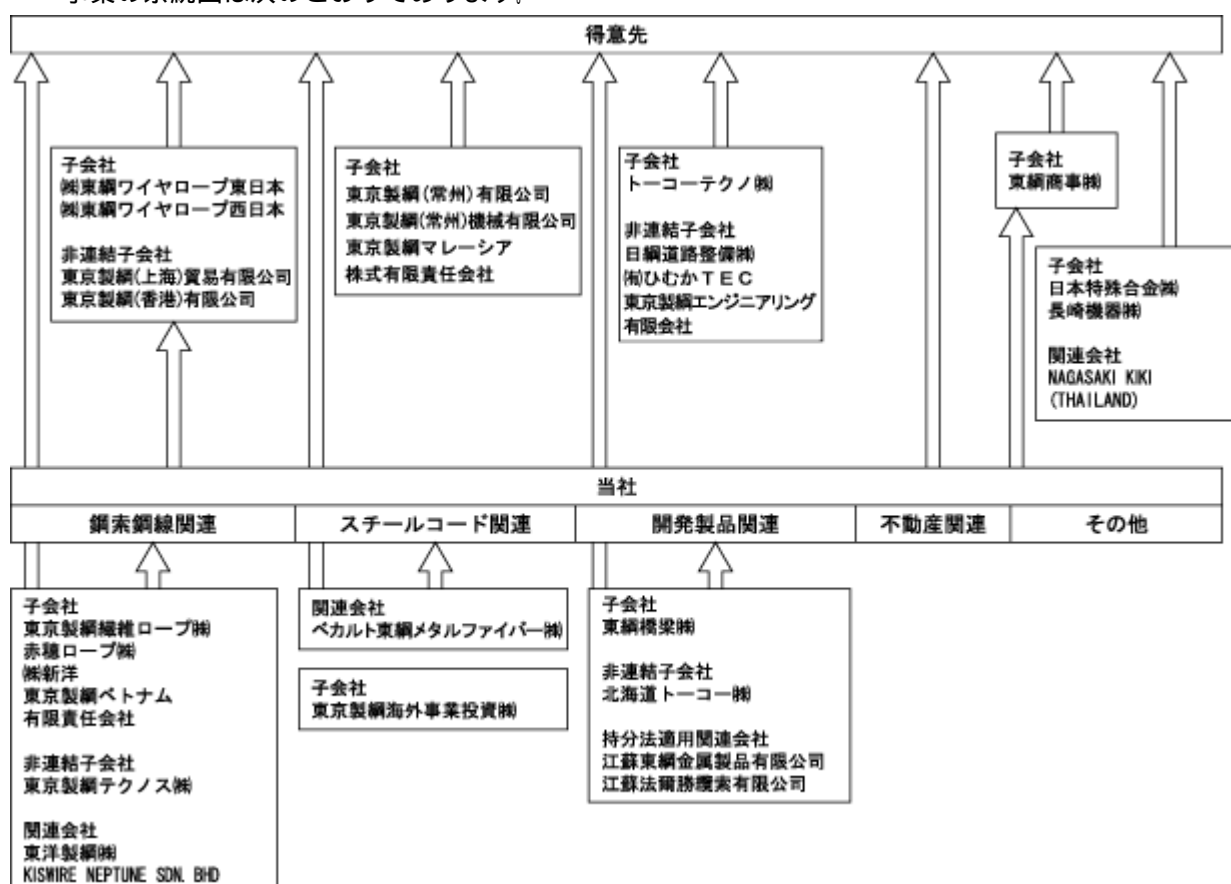 事業の系統図は次のとおりであります。
得意先
子会社
㈱東綱ワイヤロープ東日本
㈱東綱ワイヤロープ西日本
非連結子会社
東京製綱(上海)貿易有限公司
東京製綱(香港)有限公司
子会社
東京製綱(常州)有限公司
東京製綱(常州)機械有限公司
東京製綱マレーシア
株式有限責任会社
子会社
トーコーテクノ㈱
非連結子会社
日綱道路整備㈱
㈲ひむかTEC
東京製綱エンジニアリング
有限会社
子会社
東綱商事㈱
子会社
日本特殊合金㈱
長崎機器㈱
関連会社
NAGASAKI KIKI
(THAILAND)
当社
鋼索鋼線関連
スチールコード関連
開発製品関連
不動産関連
その他
子会社
東京製綱繊維ロープ㈱
赤穂ロープ㈱
㈱新洋
東京製綱ベトナム
有限責任会社
非連結子会社
東京製綱テクノス㈱
関連会社
東洋製綱㈱
KISWIRE NEPTUNE SDN. BHD
関連会社
ベカルト東綱メタルファイバー㈱
子会社
東京製綱海外事業投資㈱
子会社
東綱橋梁㈱
非連結子会社
北海道トーコー㈱
持分法適用関連会社
江蘇東綱金属製品有限公司
江蘇法爾勝纜索有限公司